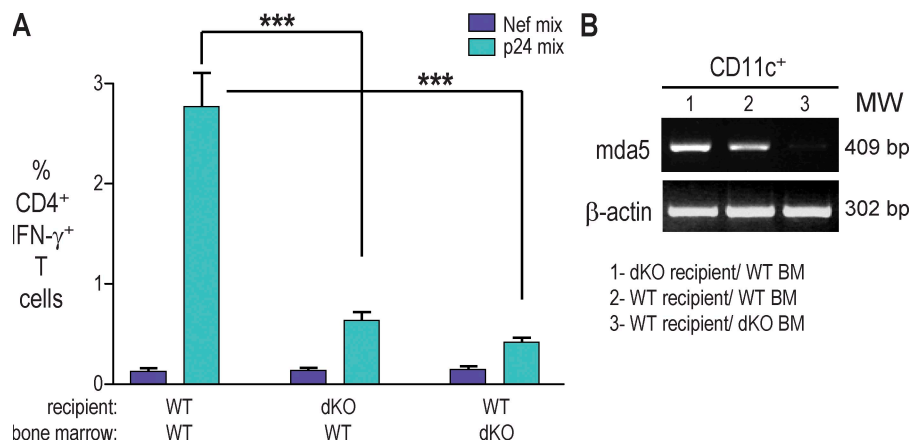 A
Nef mix
p24 mix
***
***
3
2
1
0
%
CD4+
IFN-γ+
T
cells
recipient: WT dKO WT
bone marrow: WT WT dKO
B
CD11c+
1 2 3 MW
mda5 409 bp
β-actin 302 bp
1- dKO recipient/ WT BM
2- WT recipient/ WT BM
3- WT recipient/ dKO BM